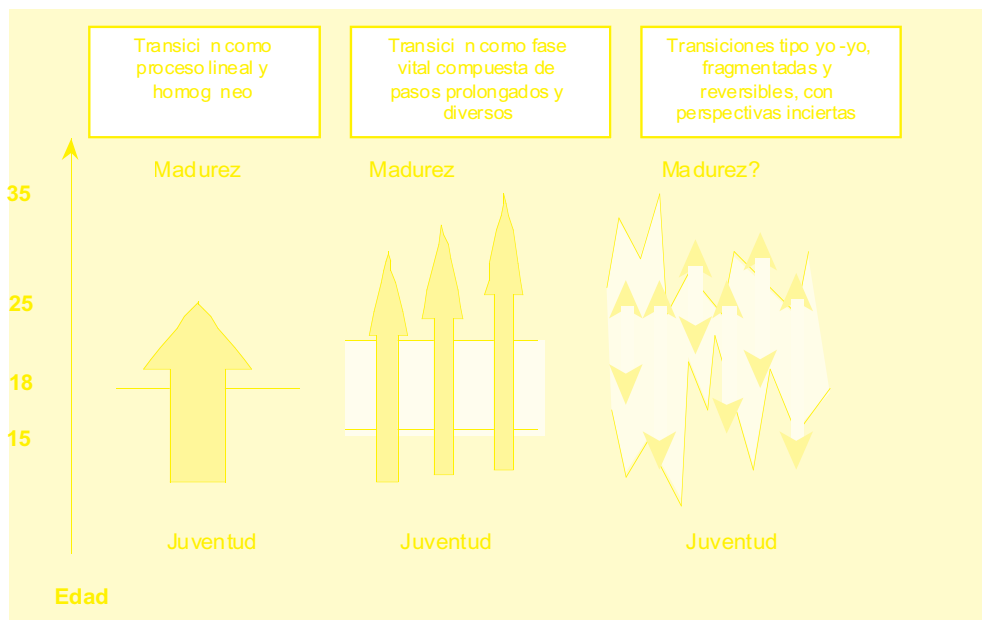 Transici n como
proceso lineal y
homog neo
Transici n como fase
vital compuesta de
pasos prolongados y
diversos
Transiciones tipo yo-yo,
fragmentadas y
reversibles, con
perspectivas inciertas
Madurez
Madurez
Madurez?
35
25
18
15
Juventud
Juventud
Juventud
Edad